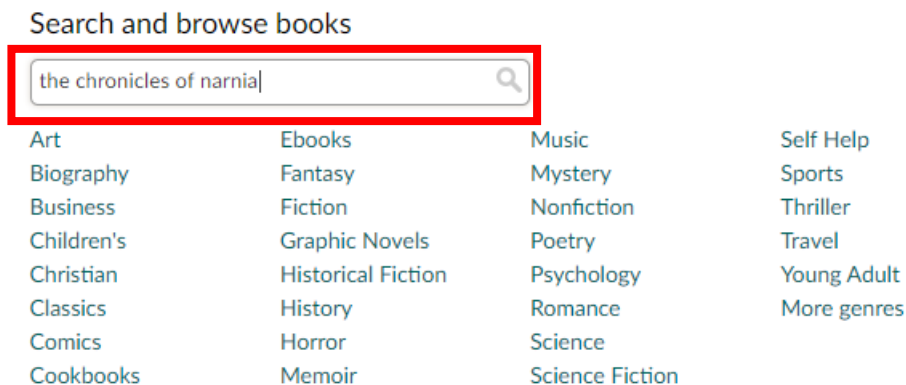 Search and browse books
the chronicles of narnia
Art Ebooks Music Self Help
Biography Fantasy Mystery Sports
Business Fiction Nonfiction Thriller
Children's Graphic Novels Poetry Travel
Christian Historical Fiction Psychology Young Adult
Classics History Romance More genres
Comics Horror Science
Cookbooks Memoir Science Fiction